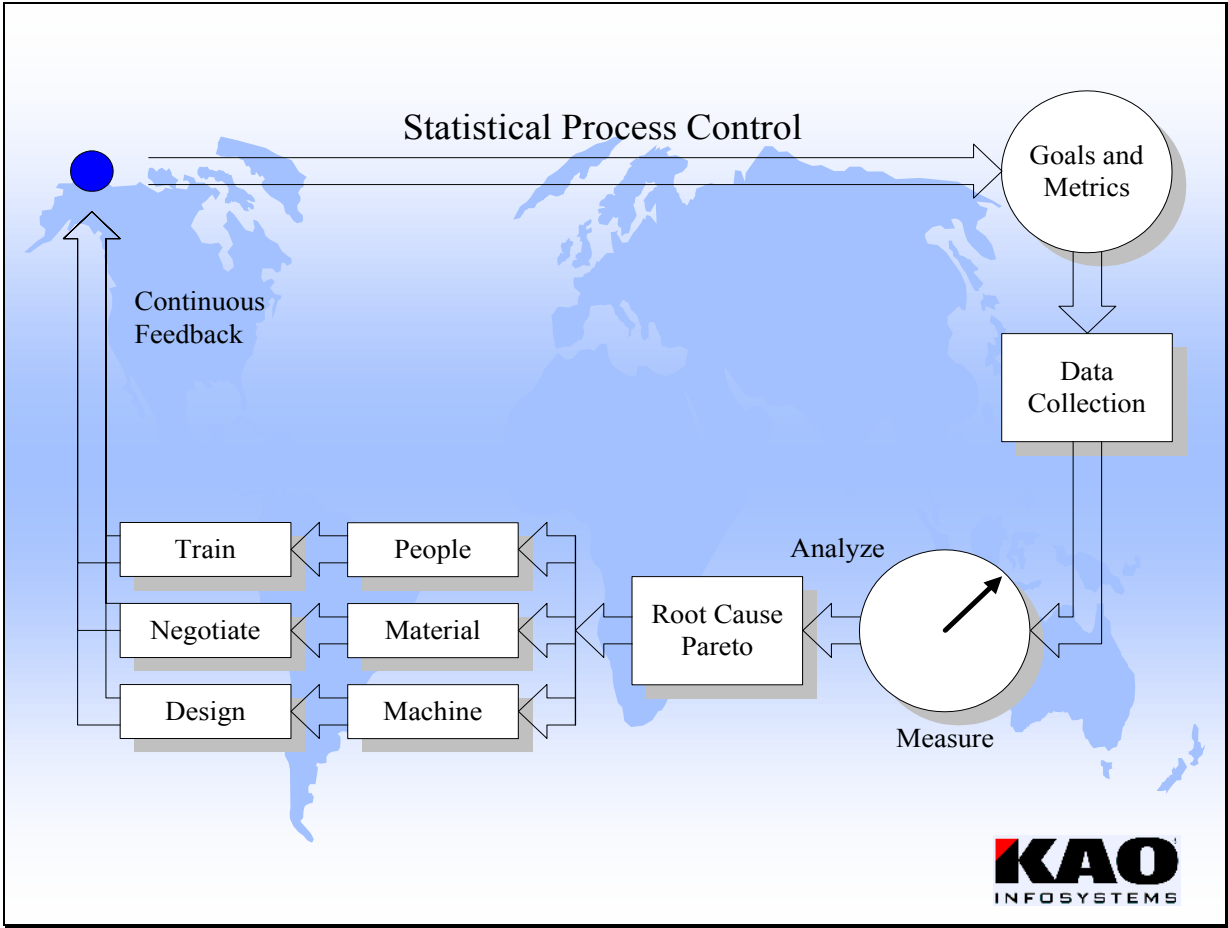 Statistical Process Control
Goals and
Metrics
Continuous
Feedback
Data
Collection
Train
People
Analyze
Negotiate
Material
Root Cause
Pareto
Design
Machine
Measure
KAO
INFOSYSTEMS